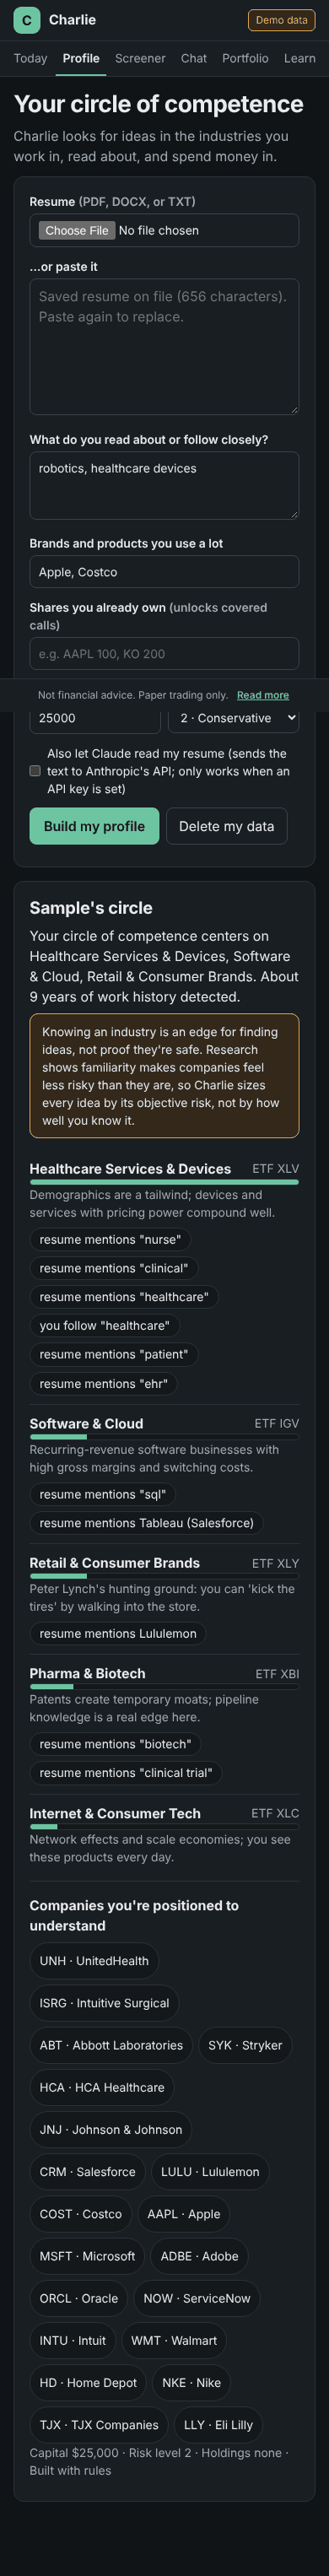 C Charlie Demo data
Today Profile Screener Chat Portfolio Learn
Your circle of competence
Charlie looks for ideas in the industries you
work in, read about, and spend money in.
Resume (PDF, DOCX, or TXT)
Choose File No file chosen
...or paste it
Saved resume on file (656 characters).
Paste again to replace.
What do you read about or follow closely?
robotics, healthcare devices
Brands and products you use a lot
Apple, Costco
Shares you already own (unlocks covered
calls)
e.g. AAPL 100, KO 200
Not financial advice. Paper trading only. Read more
25000 2 · Conservative
Also let Claude read my resume (sends the
text to Anthropic's API; only works when an
API key is set)
Build my profile Delete my data
Sample's circle
Your circle of competence centers on
Healthcare Services & Devices, Software
& Cloud, Retail & Consumer Brands. About
9 years of work history detected.
Knowing an industry is an edge for finding
ideas, not proof they're safe. Research
shows familiarity makes companies feel
less risky than they are, so Charlie sizes
every idea by its objective risk, not by how
well you know it.
Healthcare Services & Devices ETF XLV
Demographics are a tailwind; devices and
services with pricing power compound well.
resume mentions "nurse"
resume mentions "clinical"
resume mentions "healthcare"
you follow "healthcare"
resume mentions "patient"
resume mentions "ehr"
Software & Cloud ETF IGV
Recurring-revenue software businesses with
high gross margins and switching costs.
resume mentions "sql"
resume mentions Tableau (Salesforce)
Retail & Consumer Brands ETF XLY
Peter Lynch's hunting ground: you can 'kick the
tires' by walking into the store.
resume mentions Lululemon
Pharma & Biotech ETF XBI
Patents create temporary moats; pipeline
knowledge is a real edge here.
resume mentions "biotech"
resume mentions "clinical trial"
Internet & Consumer Tech ETF XLC
Network effects and scale economies; you see
these products every day.
Companies you're positioned to
understand
UNH · UnitedHealth
ISRG · Intuitive Surgical
ABT · Abbott Laboratories SYK · Stryker
HCA · HCA Healthcare
JNJ · Johnson & Johnson
CRM · Salesforce LULU · Lululemon
COST · Costco AAPL · Apple
MSFT · Microsoft ADBE · Adobe
ORCL · Oracle NOW · ServiceNow
INTU · Intuit WMT · Walmart
HD · Home Depot NKE · Nike
TJX · TJX Companies LLY · Eli Lilly
Capital $25,000 · Risk level 2 · Holdings none ·
Built with rules